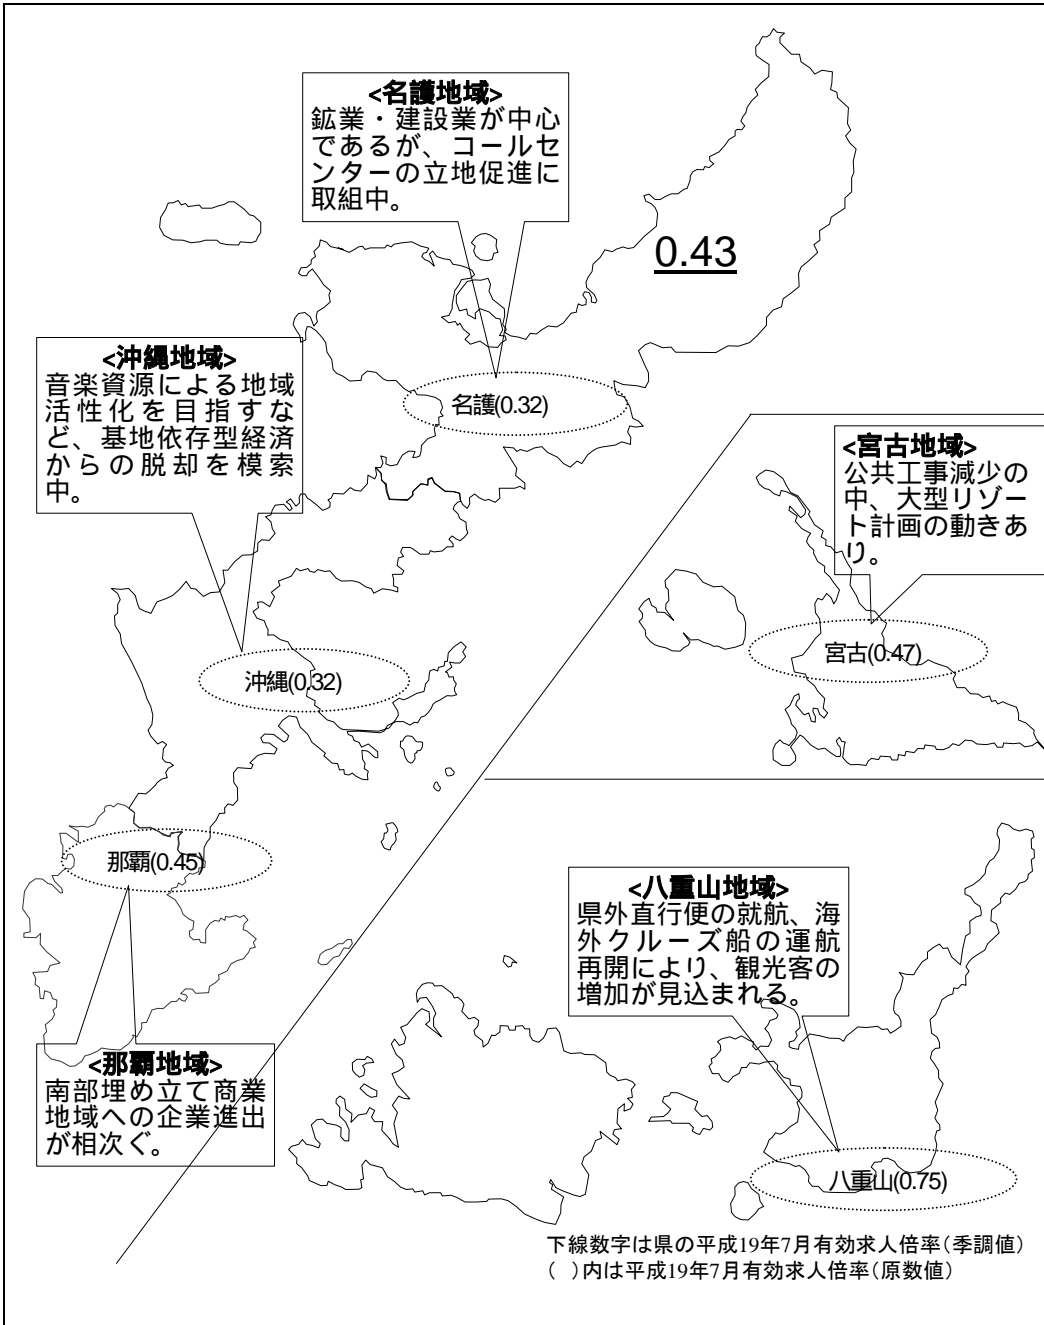 <名護地域>
鉱業・建設業が中心
であるが、コールセ
ンターの立地促進に
取組中。
0.43
<沖縄地域>
音楽資源による地域
活性化を目指すな
ど、基地依存型経済
からの脱却を模索
中。
名護(0.32)
<宮古地域>
公共工事減少の
中、大型リゾー
ト計画の動きあ
り。
宮古(0.47)
沖縄(0.32)
那覇(0.45)
<八重山地域>
県外直行便の就航、海
外クルーズ船の運航
再開により、観光客の
増加が見込まれる。
<那覇地域>
南部埋め立て商業
地域への企業進出
が相次ぐ。
八重山(0.75)
下線数字は県の平成19年7月有効求人倍率(季調値)
( )内は平成19年7月有効求人倍率(原数値)